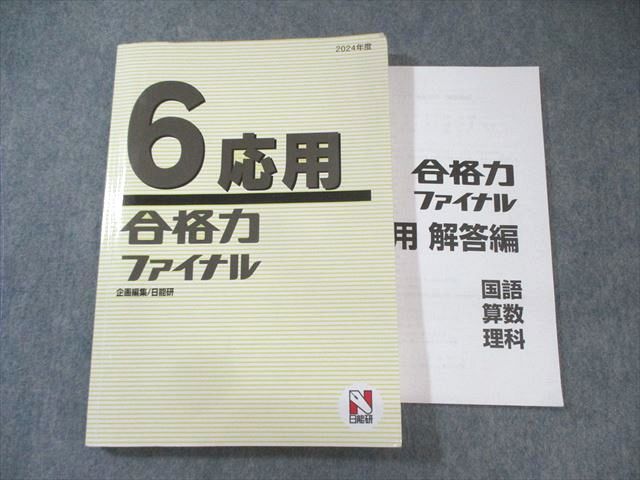 2024年度
6 応用
合格力
ファイナル
企画編集/日能研
N
日能研
合格力
ファイナル
用 解答編
国語
算数
理科